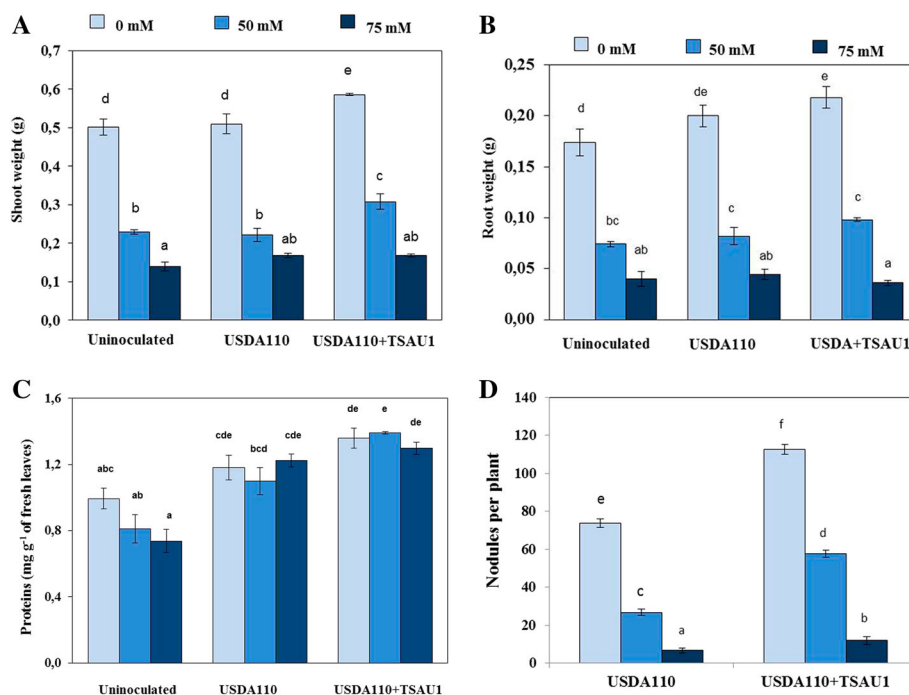 A
0 mM 50 mM 75 mM
0,7
0,6
0,5
0,4
0,3
0,2
0,1
0,0
Shoot weight (g)
d b a
d b ab
e c ab
Uninoculated USDA110 USDA110+TSAU1
B
0 mM 50 mM 75 mM
0,25
0,20
0,15
0,10
0,05
0,00
Root weight (g)
d bc ab
de c ab
e c a
Uninoculated USDA110 USDA+TSAU1
C
1,6
1,2
0,8
0,4
0,0
Proteins (mg g-1 of fresh leaves)
abc ab a
cde bcd cde
de e de
Uninoculated USDA110 USDA110+TSAU1
D
140
120
100
80
60
40
20
0
Nodules per plant
e c a
f d b
USDA110 USDA110+TSAU1